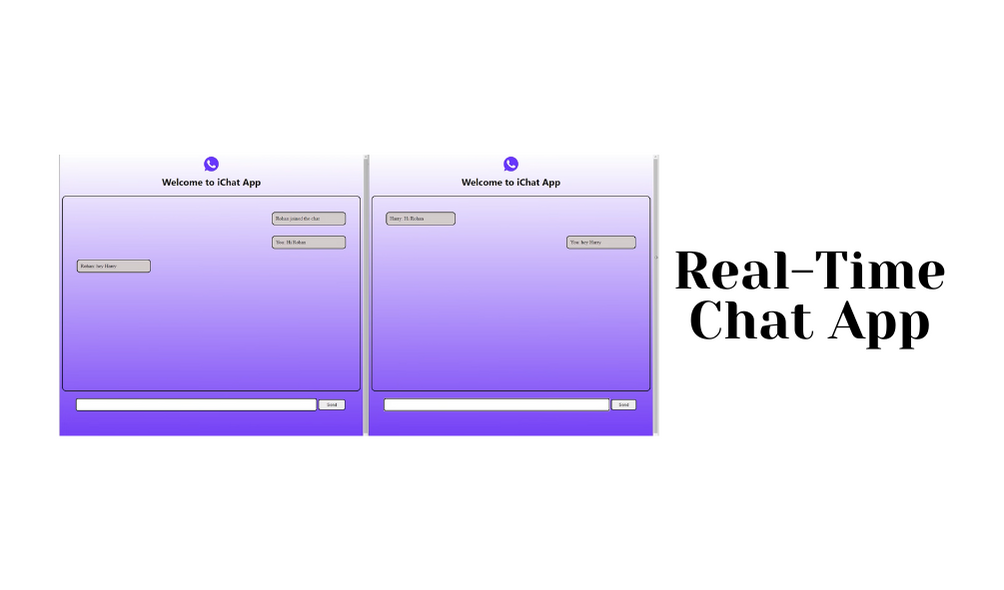 Welcome to iChat App
Rohan joined the chat
You: Hi Rohan
Rohan: hey Harry
Send
Welcome to iChat App
Harry: Hi Rohan
You: hey Harry
Send
Real-Time
Chat App